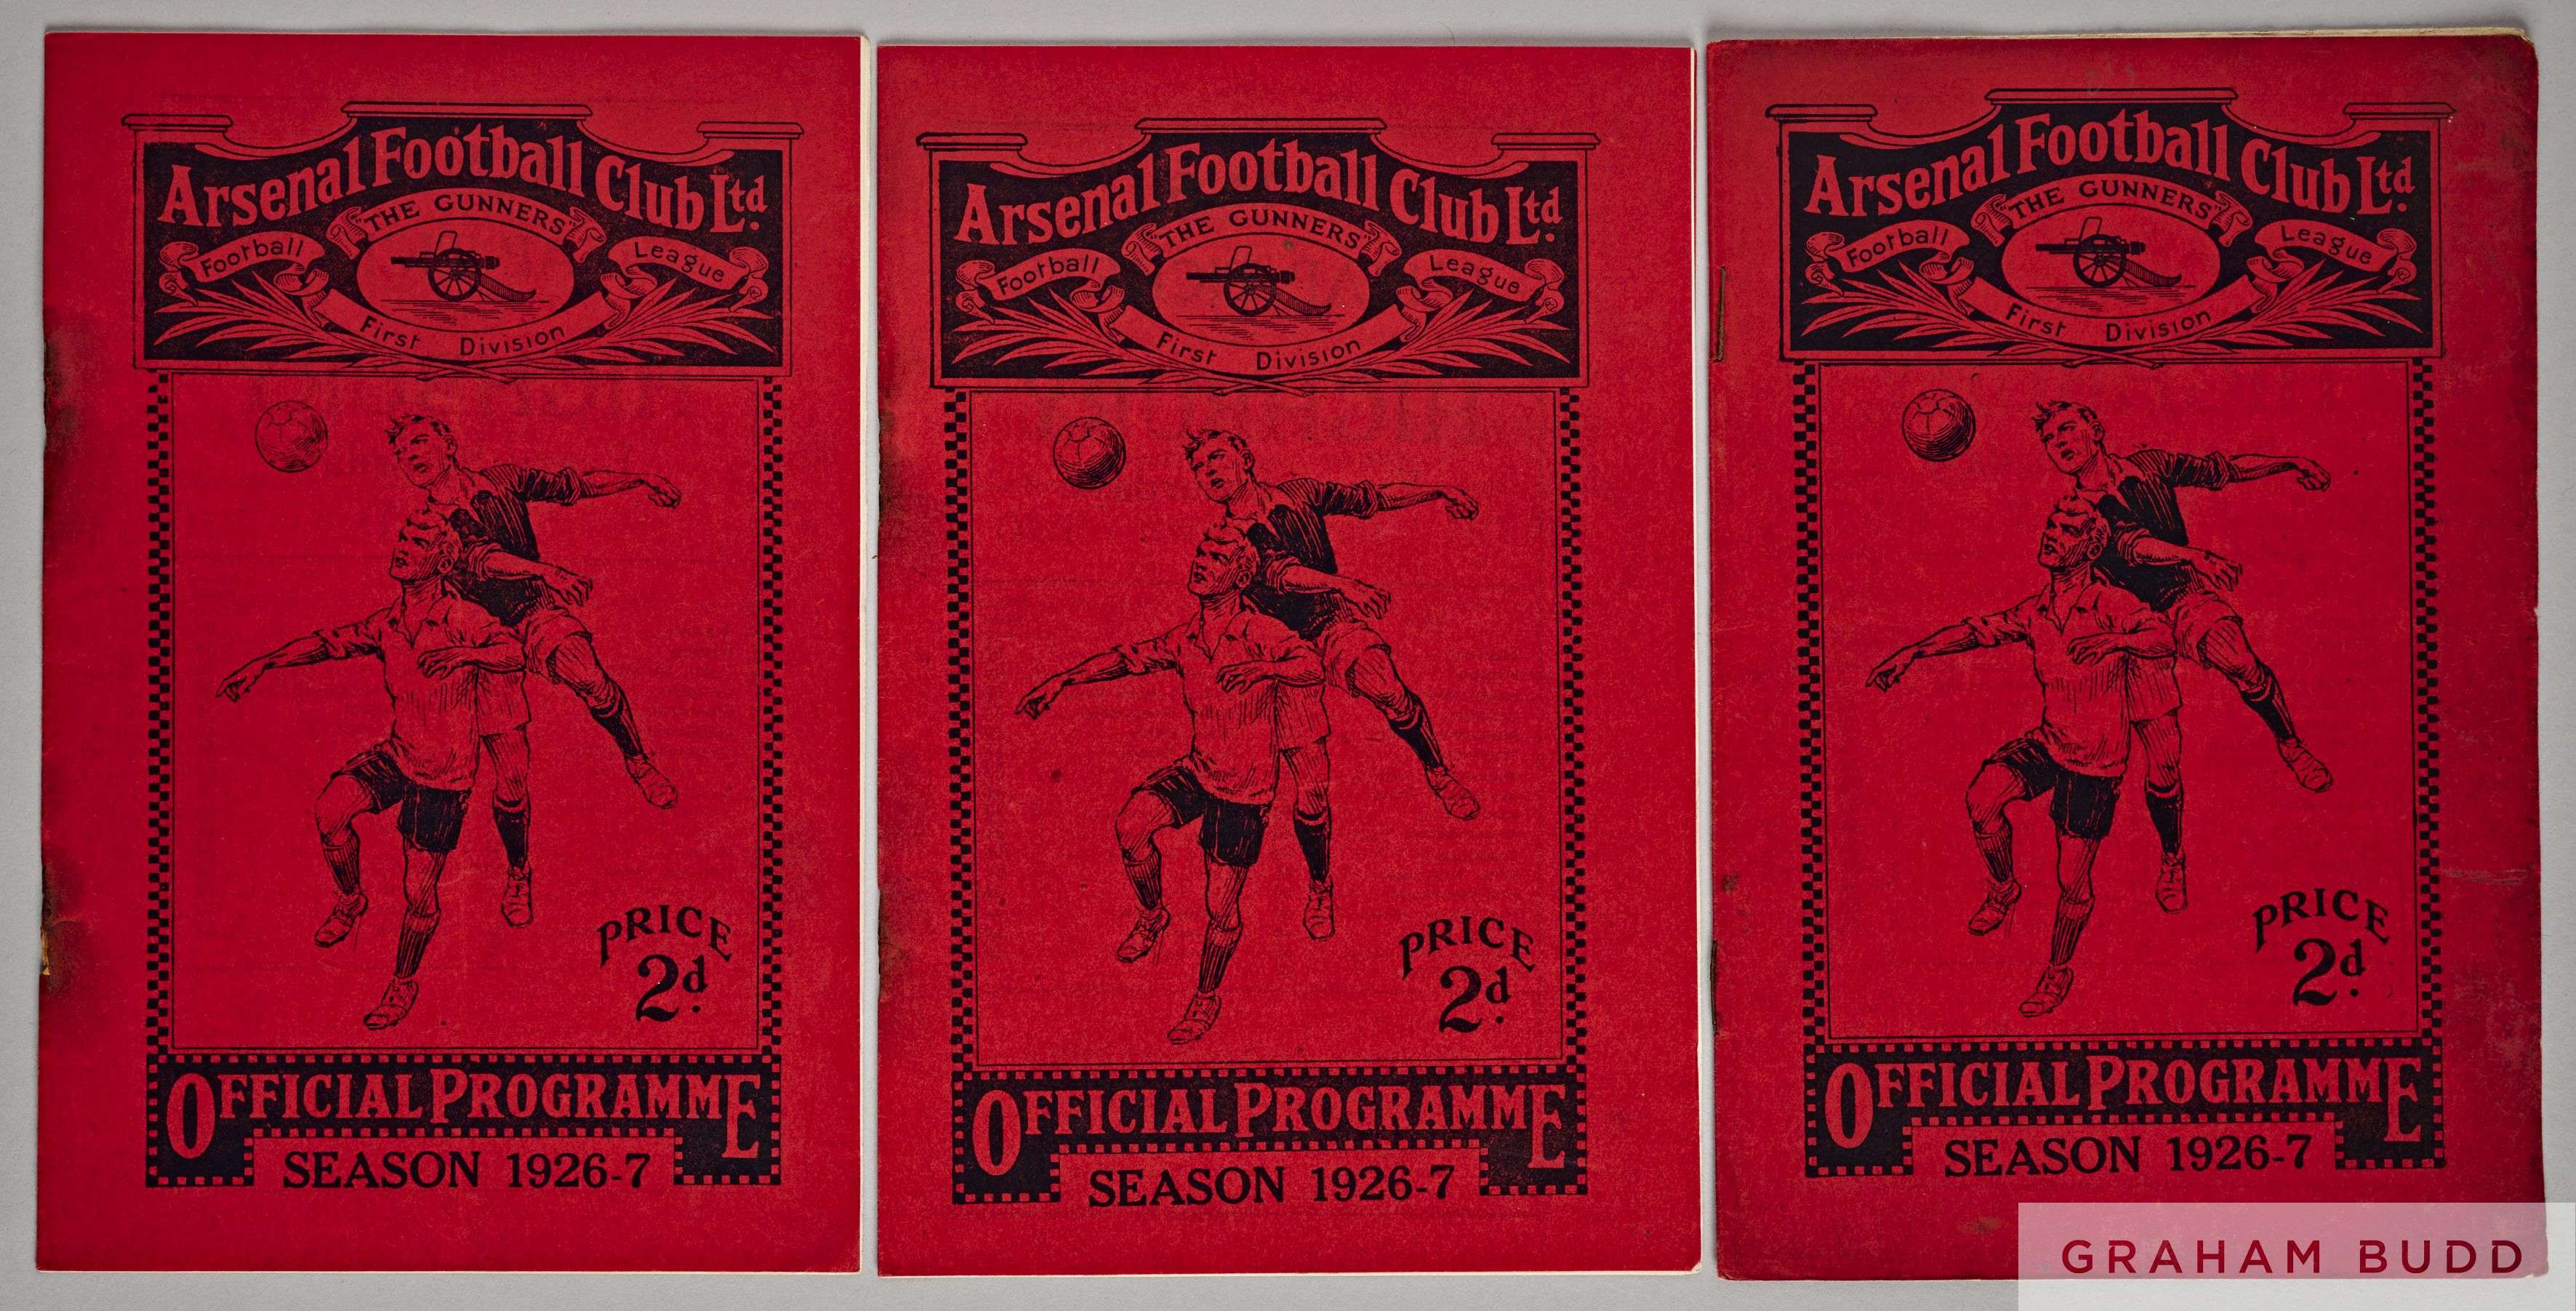 Arsenal Football Club Ltd.
"THE GUNNERS"
Football League
First Division
PRICE
2d.
OFFICIAL PROGRAMME
SEASON 1926-7
Arsenal Football Club Ltd.
"THE GUNNERS"
Football League
First Division
PRICE
2d.
OFFICIAL PROGRAMME
SEASON 1926-7
Arsenal Football Club Ltd.
"THE GUNNERS"
Football League
First Division
PRICE
2d.
OFFICIAL PROGRAMME
SEASON 1926-7
GRAHAM BUDD